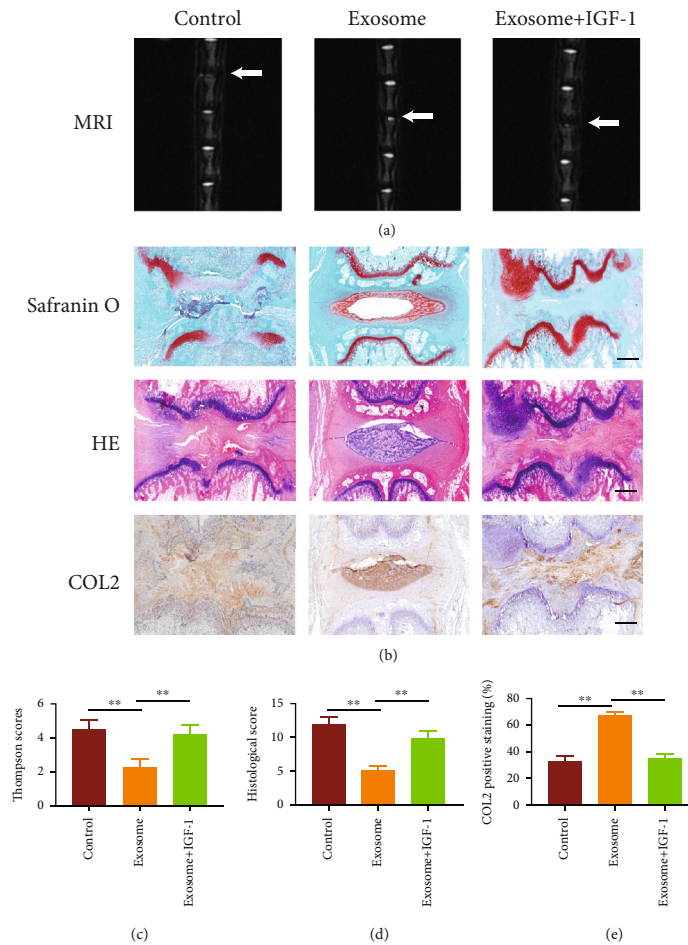 Control Exosome Exosome+IGF-1
MRI
(a)
Safranin O
HE
COL2
(b)
Thompson scores
6
4
2
0
**
**
Control
Exosome
Exosome+IGF-1
(c)
Histological score
15
10
5
0
**
**
Control
Exosome
Exosome+IGF-1
(d)
COL2 positive staining (%)
80
60
40
20
0
**
**
Control
Exosome
Exosome+IGF-1
(e)